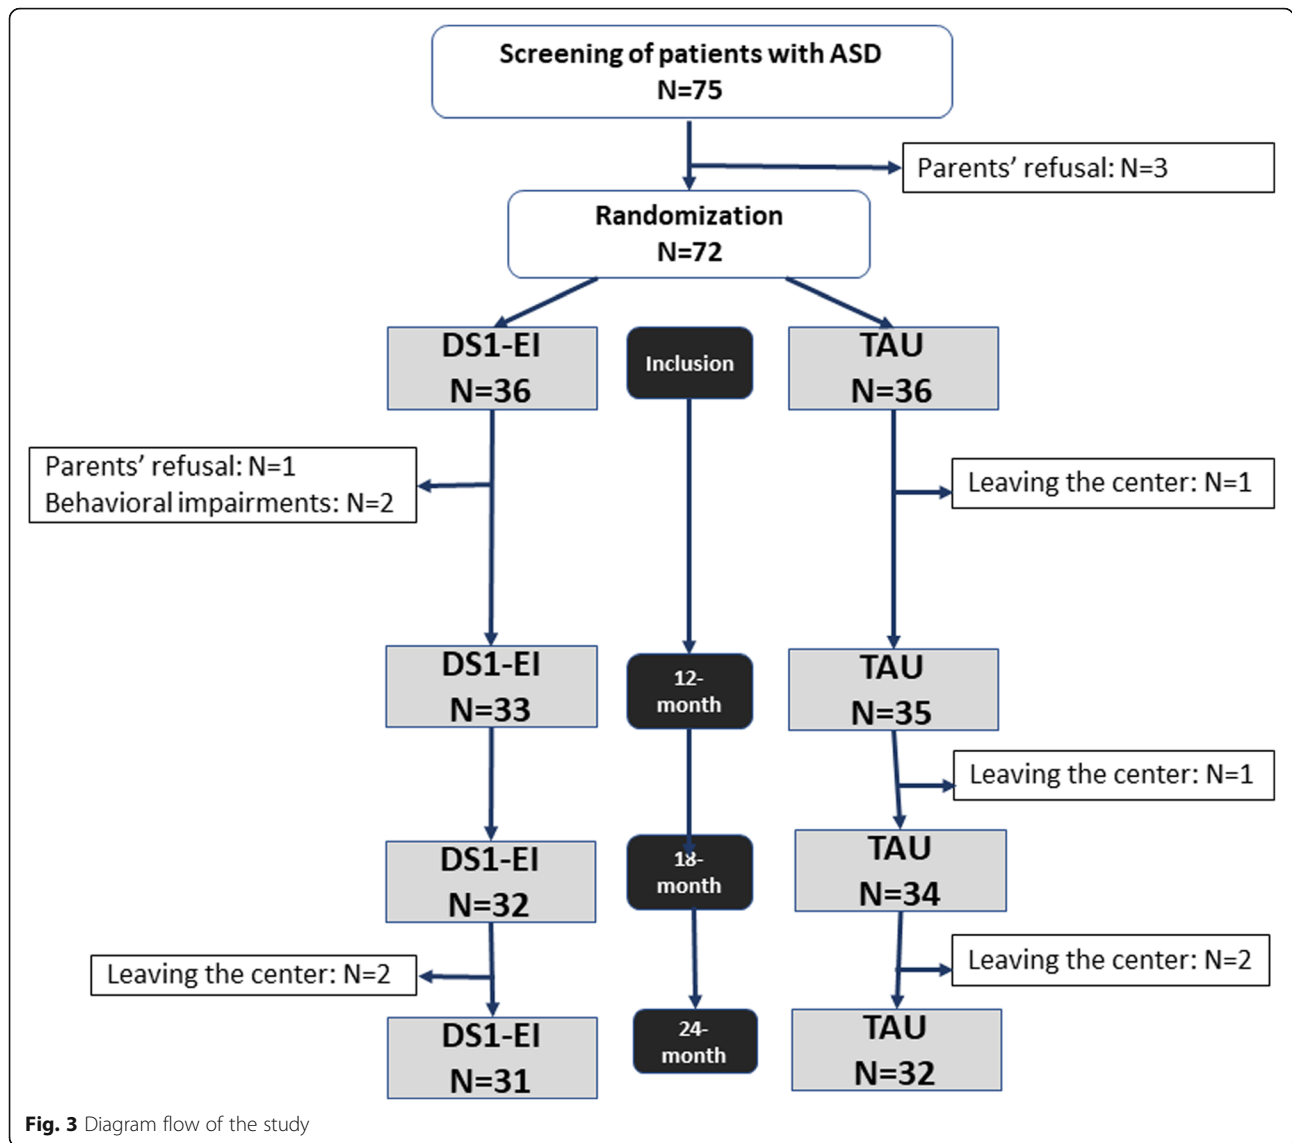 Screening of patients with ASD
N=75
Parents’ refusal: N=3
Randomization
N=72
DS1-EI
N=36
Inclusion
TAU
N=36
Parents’ refusal: N=1
Behavioral impairments: N=2
Leaving the center: N=1
DS1-EI
N=33
12-
month
TAU
N=35
Leaving the center: N=1
DS1-EI
N=32
18-
month
TAU
N=34
Leaving the center: N=2
Leaving the center: N=2
DS1-EI
N=31
24-
month
TAU
N=32
Fig. 3 Diagram flow of the study